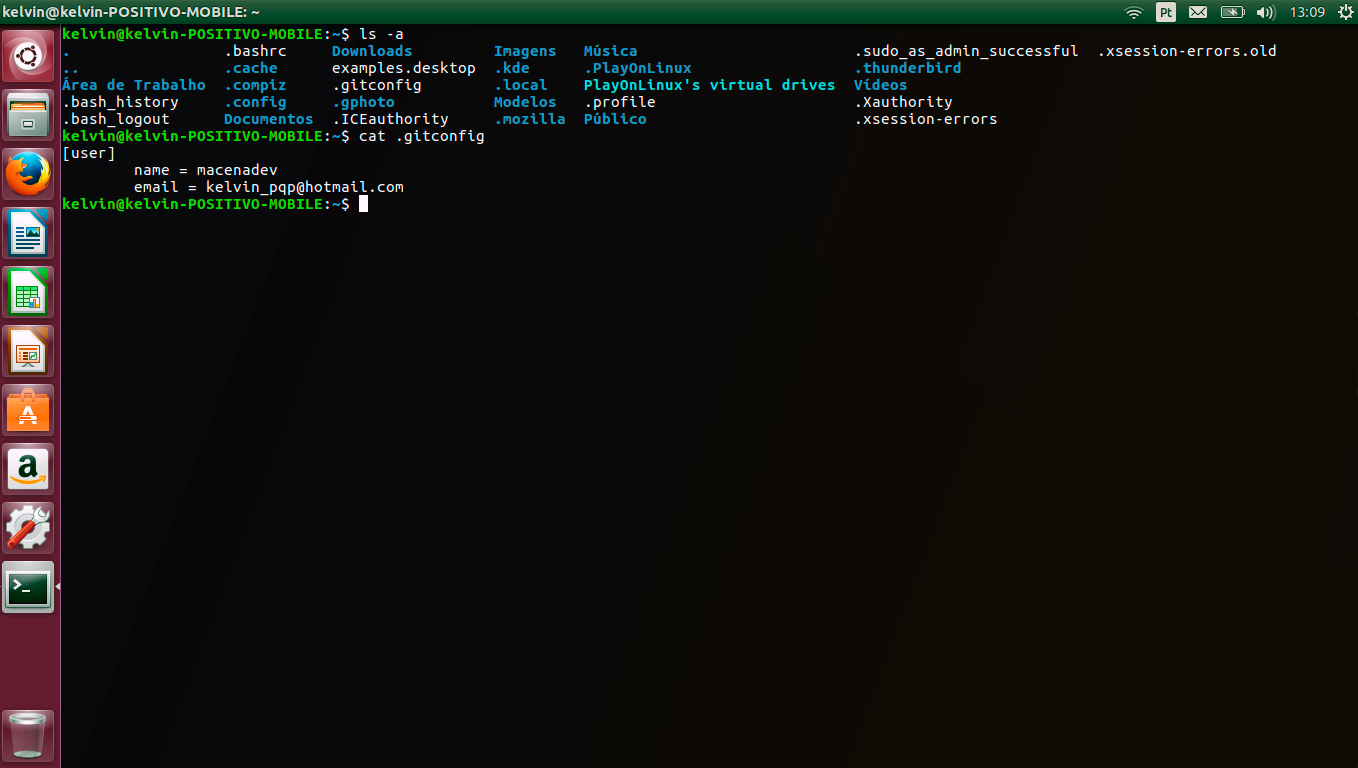 kelvin@kelvin-POSITIVO-MOBILE: ~ Pt 13:09
kelvin@kelvin-POSITIVO-MOBILE:~$ ls -a
. .bashrc Downloads Imagens Música .sudo_as_admin_successful .xsession-errors.old
.. .cache examples.desktop .kde .PlayOnLinux .thunderbird
Área de Trabalho .compiz .gitconfig .local PlayOnLinux's virtual drives Vídeos
.bash_history .config .gphoto Modelos .profile .Xauthority
.bash_logout Documentos .ICEauthority .mozilla Público .xsession-errors
kelvin@kelvin-POSITIVO-MOBILE:~$ cat .gitconfig
[user]
name = macenadev
email = kelvin_pqp@hotmail.com
kelvin@kelvin-POSITIVO-MOBILE:~$